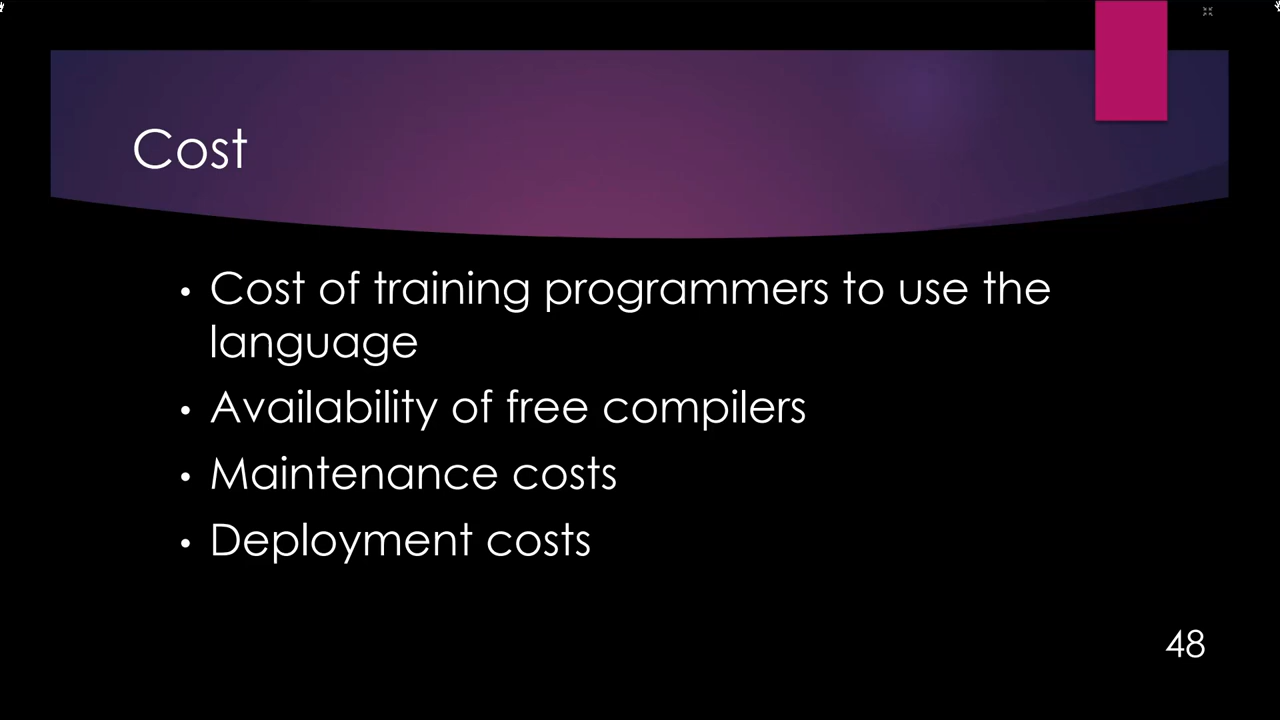 Cost
• Cost of training programmers to use the
language
• Availability of free compilers
• Maintenance costs
• Deployment costs
48